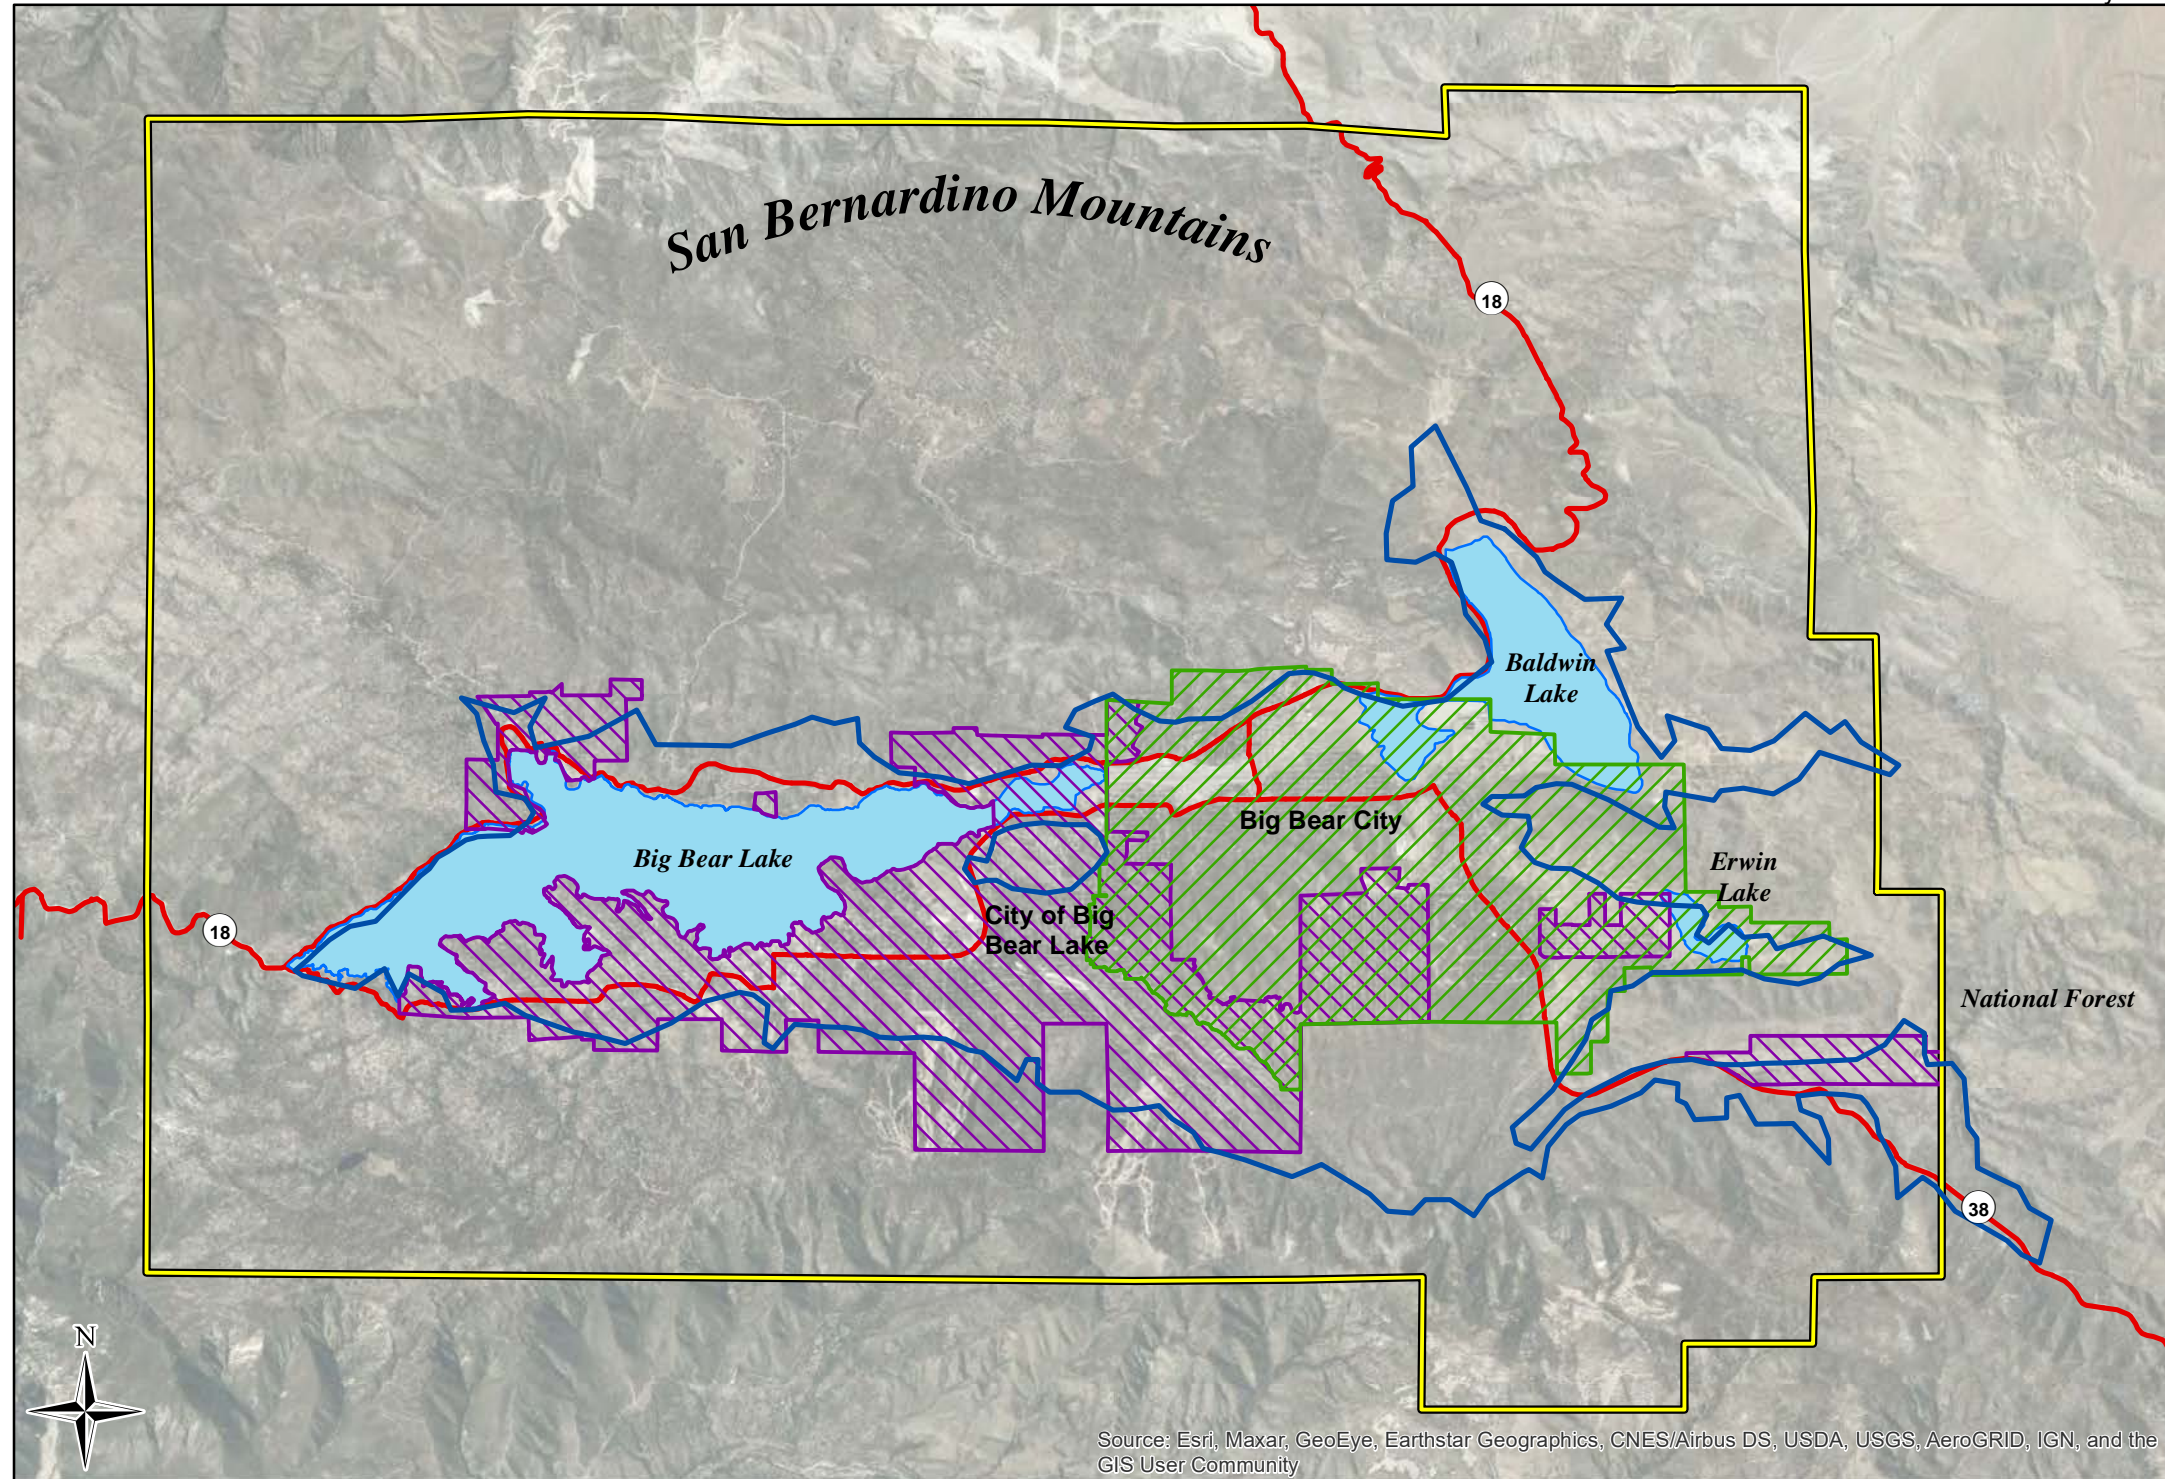 San Bernardino Mountains
18
Baldwin
Lake
Big Bear City
Big Bear Lake
Erwin
Lake
City of Big
Bear Lake
18
National Forest
38
N
Source: Esri, Maxar, GeoEye, Earthstar Geographics, CNES/Airbus DS, USDA, USGS, AeroGRID, IGN, and the
GIS User Community